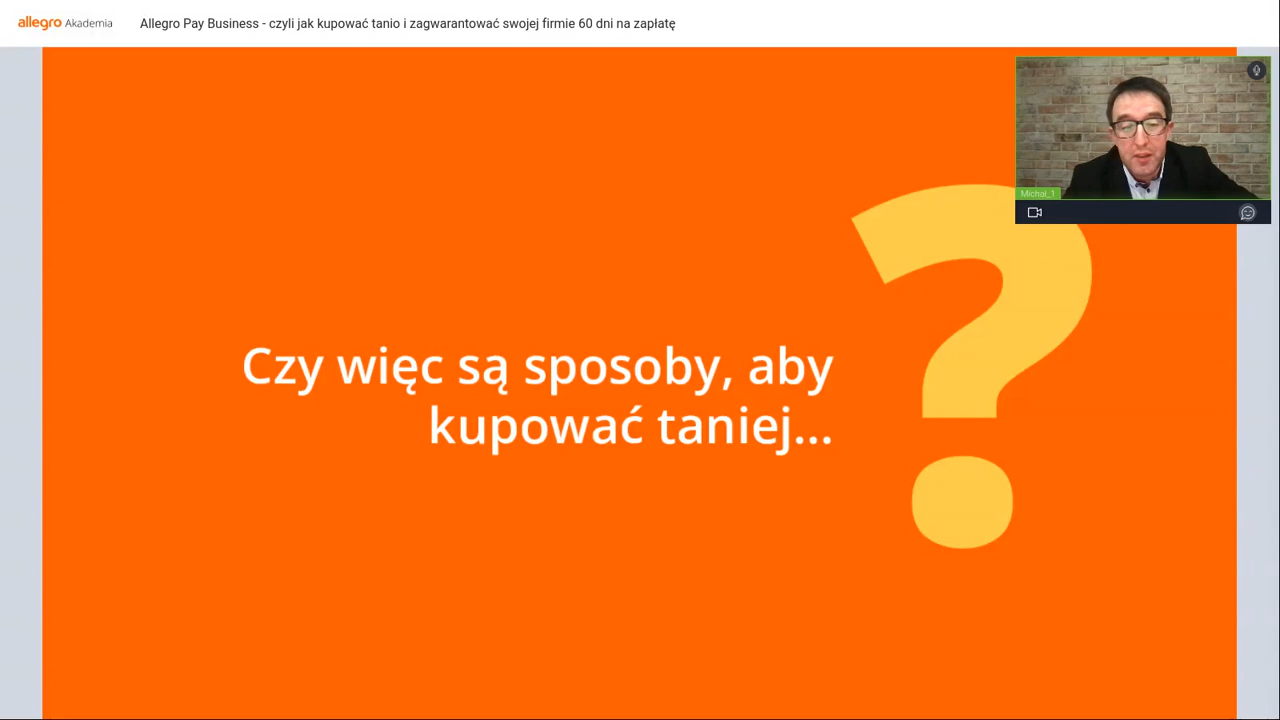 allegro Akademia
Allegro Pay Business - czyli jak kupować tanio i zagwarantować swojej firmie 60 dni na zapłatę
Michał_1
Czy więc są sposoby, aby
kupować taniej...
?